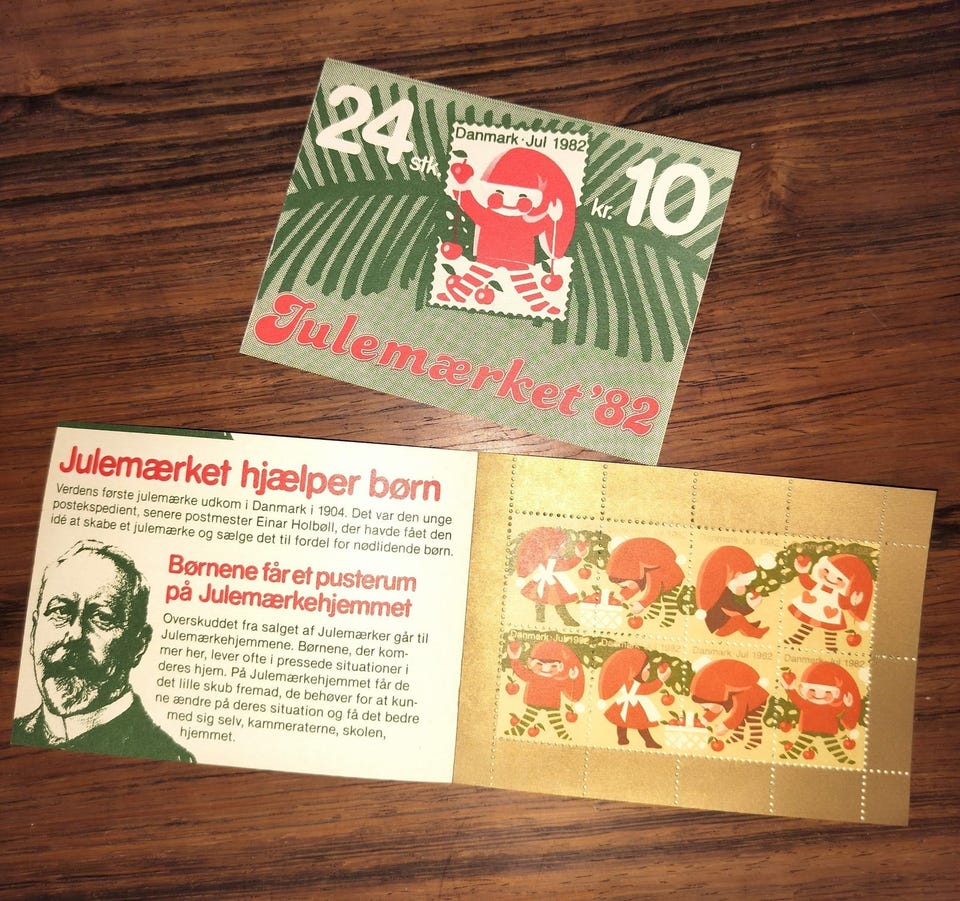 24 stk.
Danmark · Jul 1982
kr. 10
Julemærket '82
Julemærket hjælper børn
Verdens første julemærke udkom i Danmark i 1904. Det var den unge
postekspedient, senere postmester Einar Holbøll, der havde fået den
idé at skabe et julemærke og sælge det til fordel for nødlidende børn.
Børnene får et pusterum
på Julemærkehjemmet
Overskuddet fra salget af Julemærker går til
Julemærkehjemmene. Børnene, der kom-
mer her, lever ofte i pressede situationer i
deres hjem. På Julemærkehjemmet får de
det lille skub fremad, de behøver for at kun-
ne ændre på deres situation og få det bedre
med sig selv, kammeraterne, skolen,
hjemmet.
Danmark · Jul 1982
Danmark Jul 1982
Danmark · Jul 1982